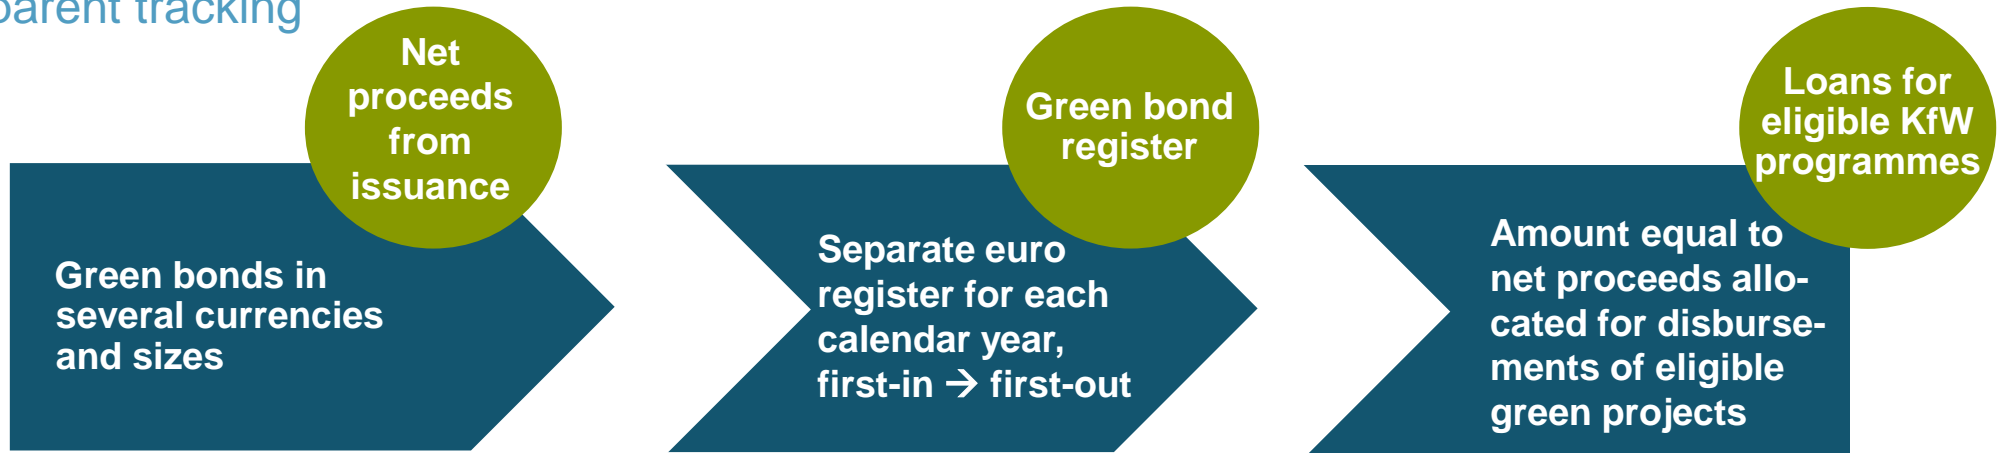 tracking
Net
proceeds
from
issuance
Green bonds in
several currencies
and sizes
Green bond
register
Separate euro
register for each
calendar year,
first-in → first-out
Loans for
eligible KfW
programmes
Amount equal to
net proceeds allo-
cated for disburse-
ments of eligible
green projects